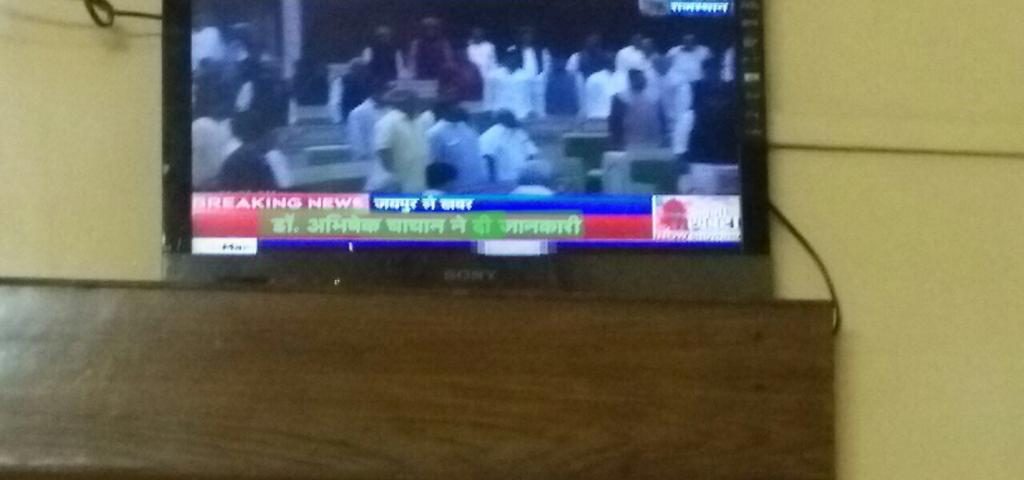 राजस्थान
BREAKING NEWS जयपुर से खबर
डॉ. अभिषेक चाचान ने दी जानकारी
SONY